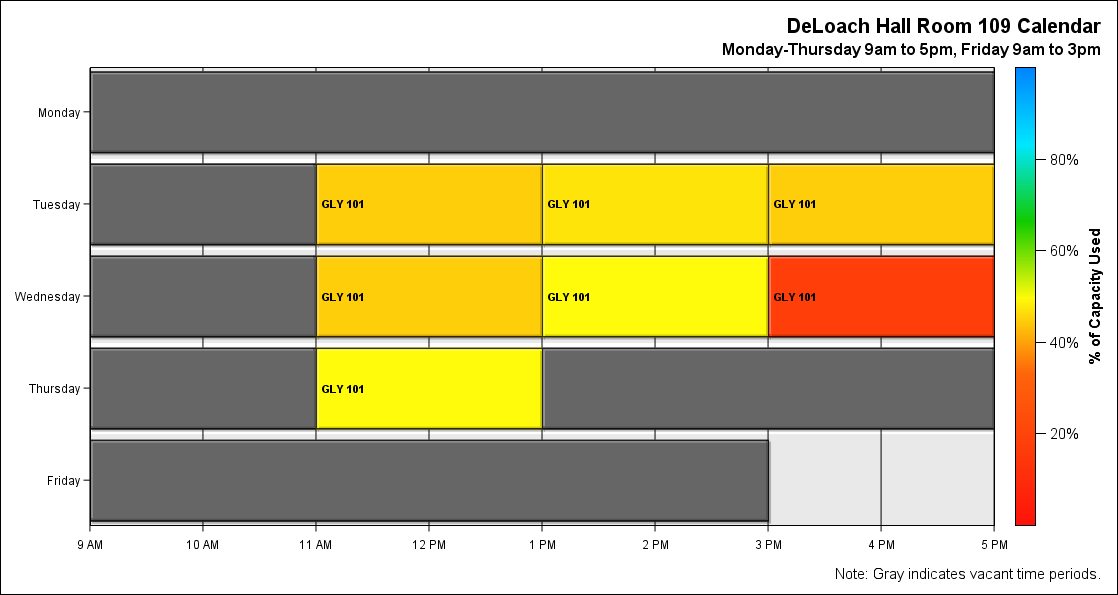 DeLoach Hall Room 109 Calendar
Monday-Thursday 9am to 5pm, Friday 9am to 3pm
Monday
Tuesday
GLY 101
GLY 101
GLY 101
Wednesday
GLY 101
GLY 101
GLY 101
Thursday
GLY 101
Friday
9 AM
10 AM
11 AM
12 PM
1 PM
2 PM
3 PM
4 PM
5 PM
80%
60%
40%
20%
% of Capacity Used
Note: Gray indicates vacant time periods.